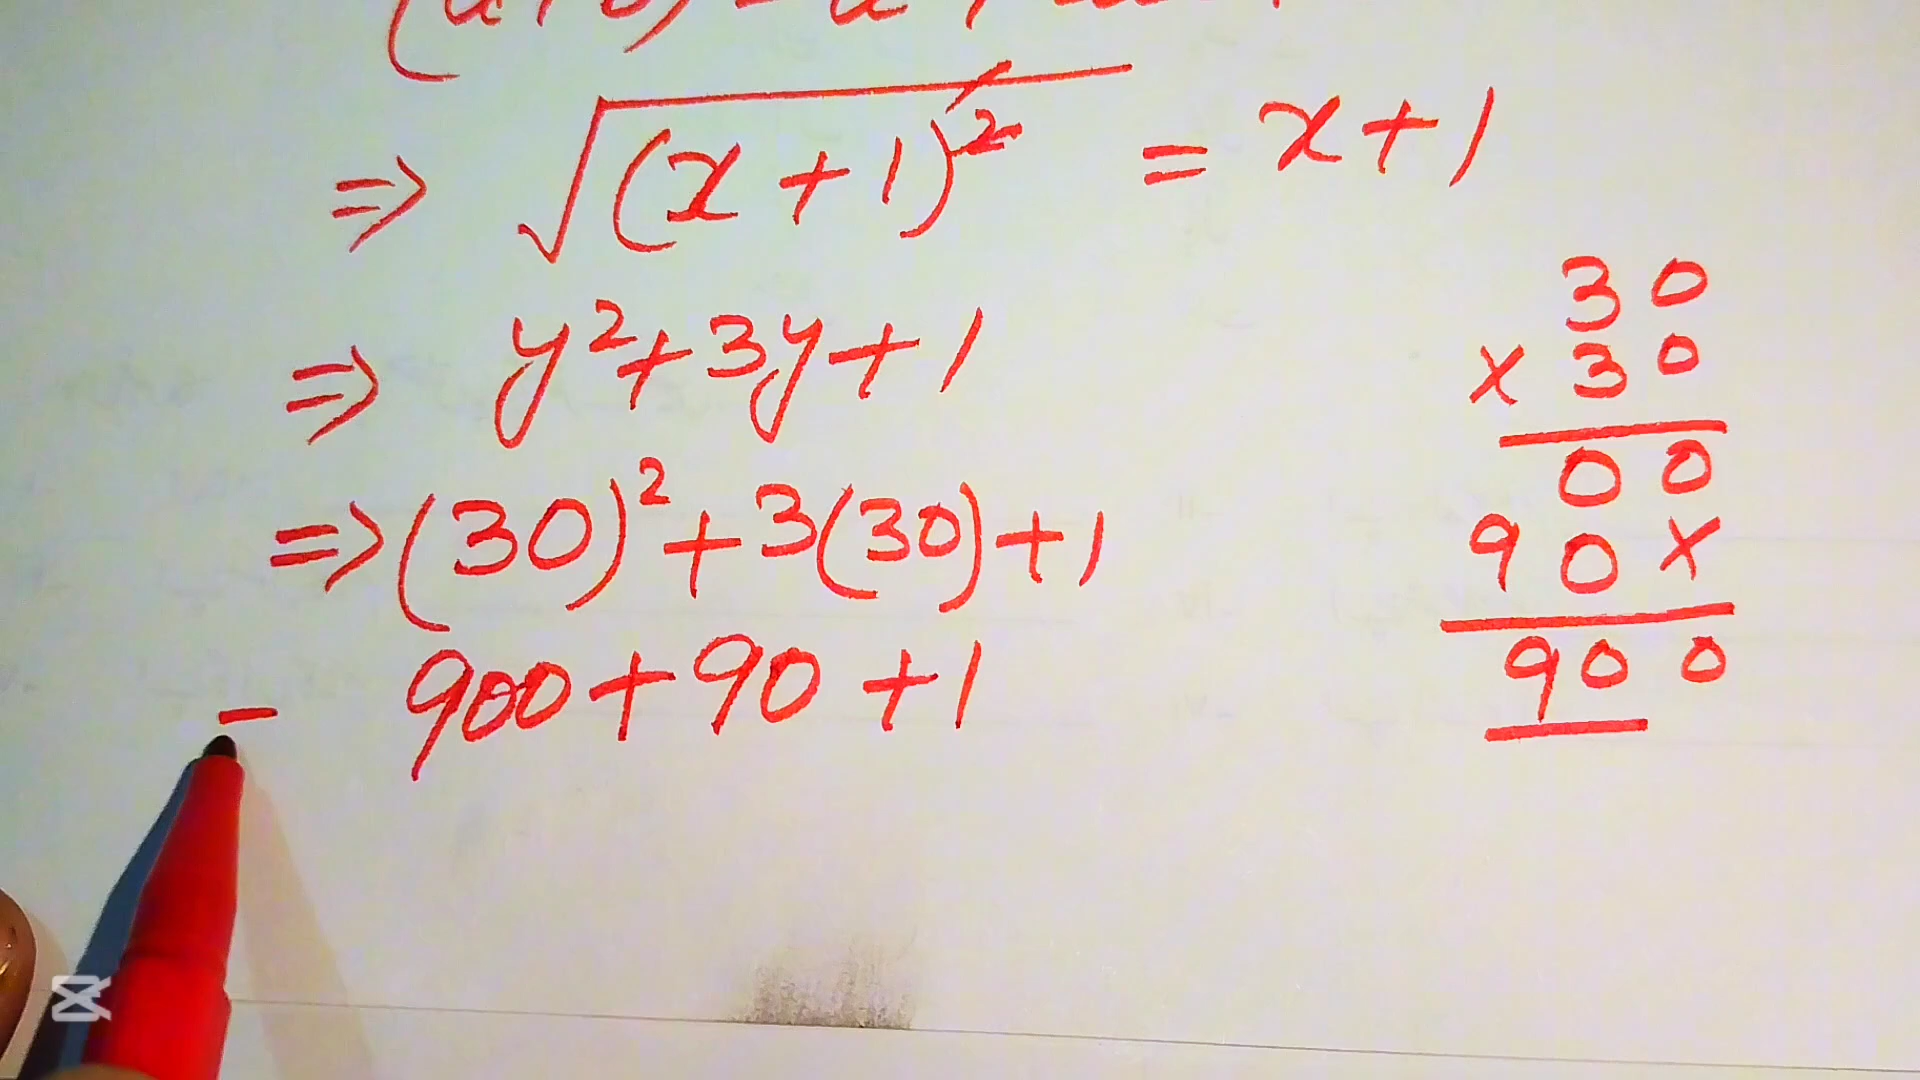 => √(x+1)² = x+1
=> y²+3y+1
=> (30)²+3(30)+1
- 900+90+1
30
x 30
00
90x
900